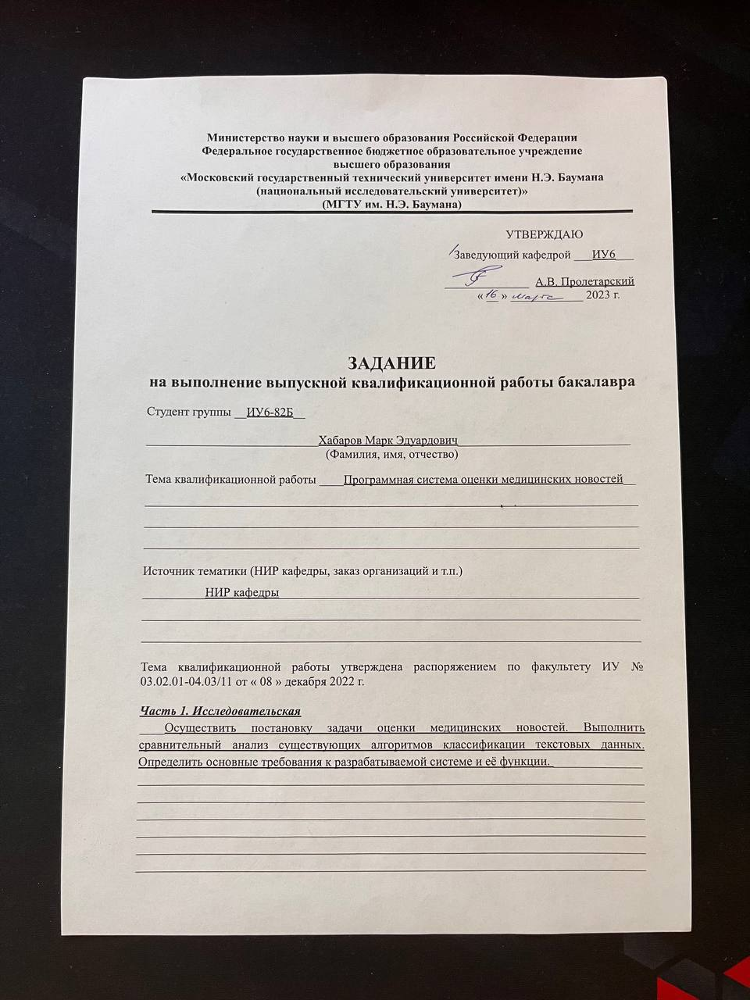 Министерство науки и высшего образования Российской Федерации
Федеральное государственное бюджетное образовательное учреждение
высшего образования
«Московский государственный технический университет имени Н.Э. Баумана
(национальный исследовательский университет)»
(МГТУ им. Н.Э. Баумана)
УТВЕРЖДАЮ
Заведующий кафедрой ИУ6
А.В. Пролетарский
« 16 » марта 2023 г.
ЗАДАНИЕ
на выполнение выпускной квалификационной работы бакалавра
Студент группы ИУ6-82Б
Хабаров Марк Эдуардович
(Фамилия, имя, отчество)
Тема квалификационной работы Программная система оценки медицинских новостей
Источник тематики (НИР кафедры, заказ организаций и т.п.)
НИР кафедры
Тема квалификационной работы утверждена распоряжением по факультету ИУ №
03.02.01-04.03/11 от « 08 » декабря 2022 г.
Часть 1. Исследовательская
Осуществить постановку задачи оценки медицинских новостей. Выполнить
сравнительный анализ существующих алгоритмов классификации текстовых данных.
Определить основные требования к разрабатываемой системе и её функции.